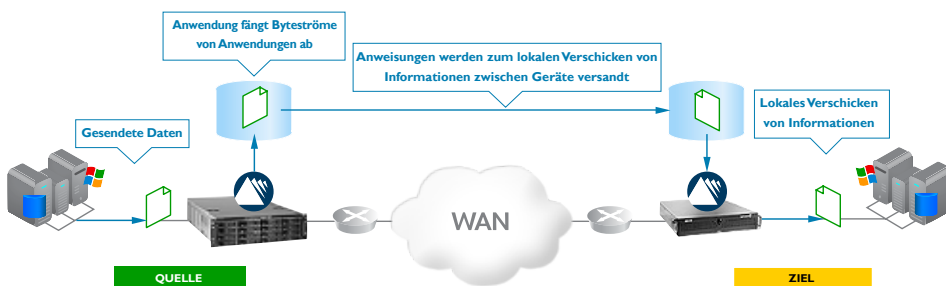 Anwendung fängt Byteströme
von Anwendungen ab
Anweisungen werden zum lokalen Verschicken von
Informationen zwischen Geräte versandt
Gesendete Daten
Lokales Verschicken
von Informationen
WAN
QUELLE
ZIEL